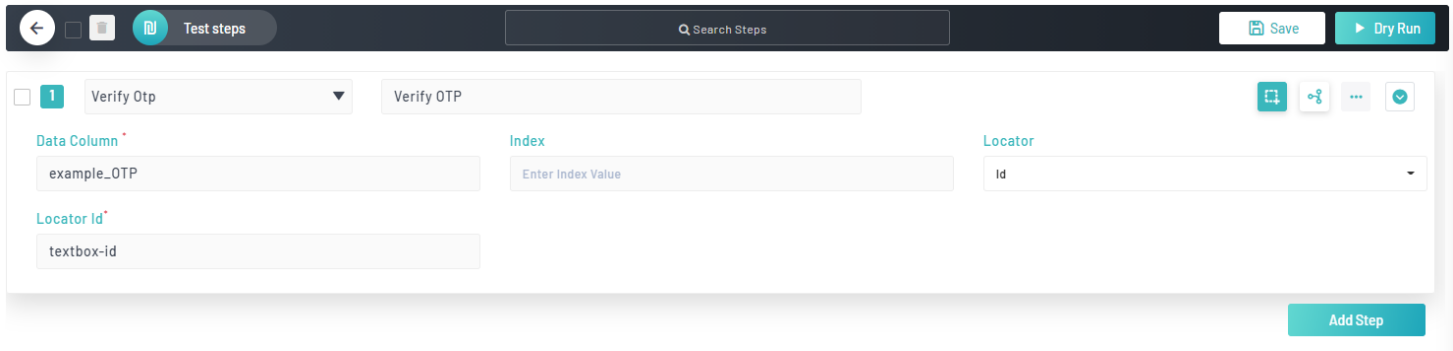 Test steps
Search Steps
Save
Dry Run
1
Verify Otp
Verify OTP
Data Column *
Index
Locator
example_OTP
Enter Index Value
Id
Locator Id*
textbox-id
Add Step